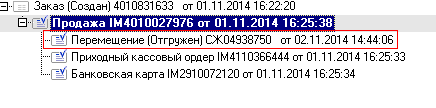 Заказ (Создан) 4010831633 от 01.11.2014 16:22:20
Продажа IM4010027976 от 01.11.2014 16:25:38
Перемещение (Отгружен) СЖ04938750 от 02.11.2014 14:44:06
Приходный кассовый ордер IM4110366444 от 01.11.2014 16:25:33
Банковская карта IM2910072120 от 01.11.2014 16:25:34